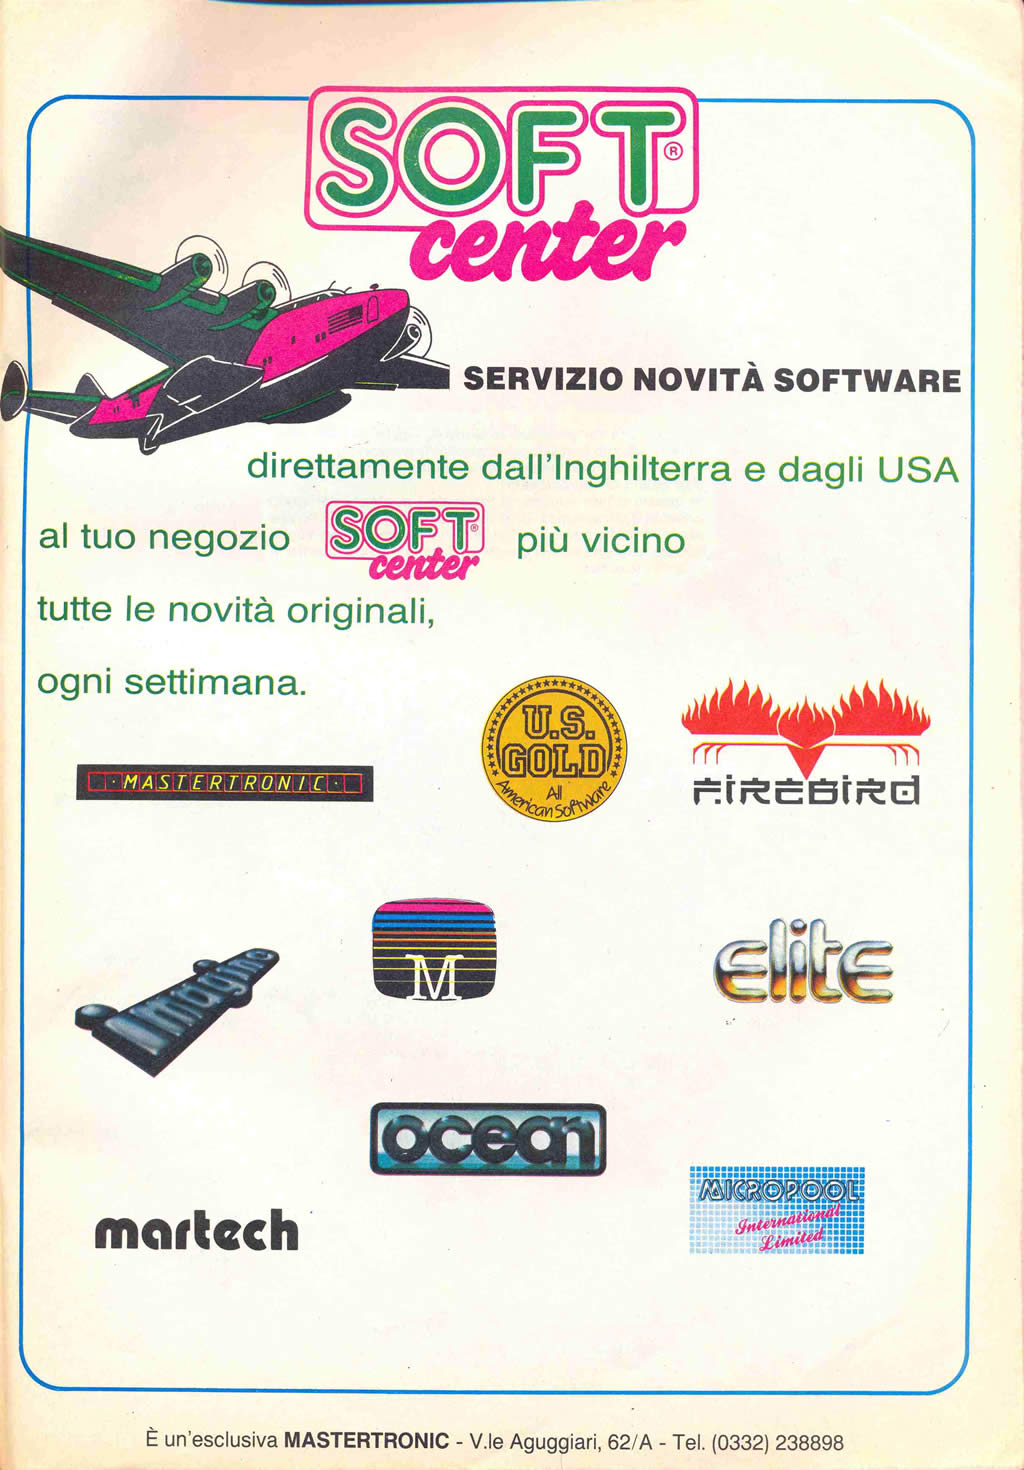 SOFT®
center
SERVIZIO NOVITÀ SOFTWARE
direttamente dall'Inghilterra e dagli USA
al tuo negozio SOFT® center più vicino
tutte le novità originali,
ogni settimana.
·MASTERTRONIC·
U.S.
GOLD
All
American Software
FIREBIRD
Imagine
M
elite
ocean
martech
MICROPOOL
International
Limited
È un'esclusiva MASTERTRONIC - V.le Aguggiari, 62/A - Tel. (0332) 238898